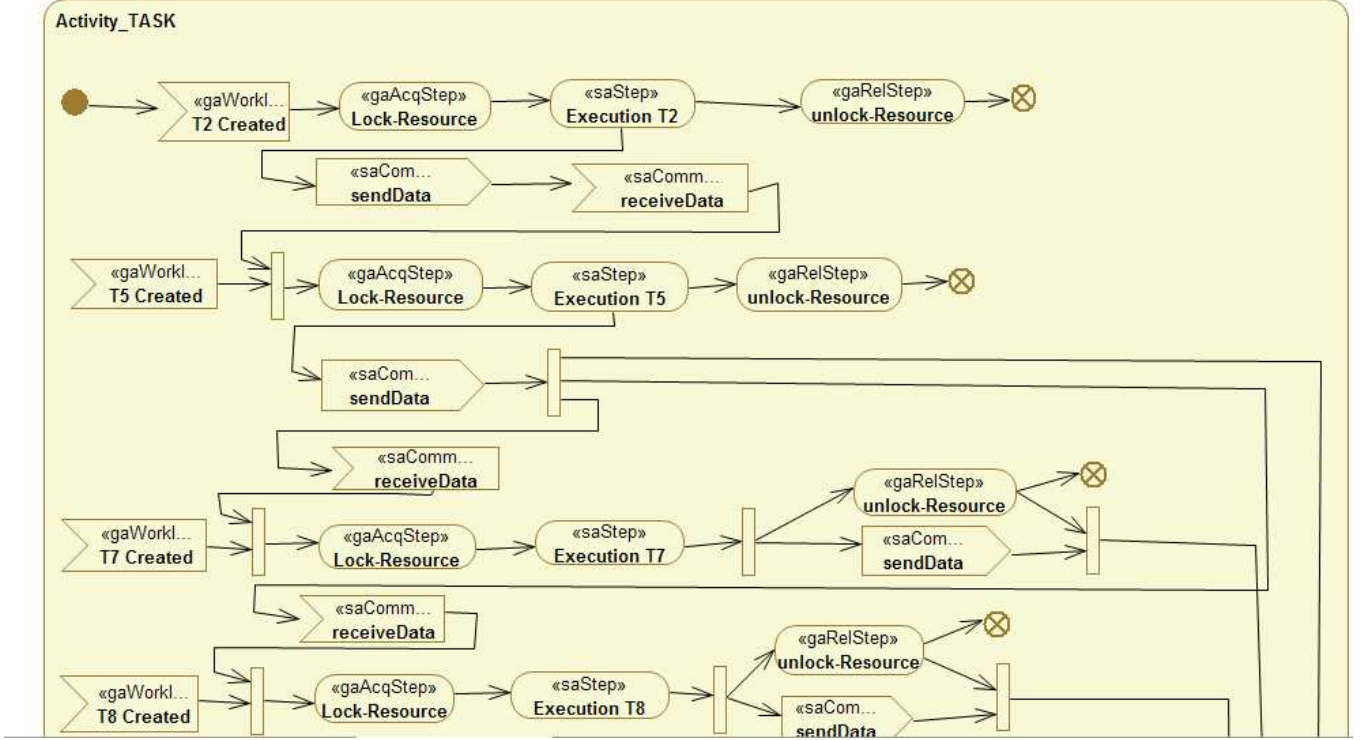 Activity_TASK
«gaWorkl...
T2 Created
«gaAcqStep»
Lock-Resource
«saStep»
Execution T2
«gaRelStep»
unlock-Resource
«saCom...
sendData
«saComm...
receiveData
«gaWorkl...
T5 Created
«gaAcqStep»
Lock-Resource
«saStep»
Execution T5
«gaRelStep»
unlock-Resource
«saCom...
sendData
«saComm...
receiveData
«gaWorkl...
T7 Created
«gaAcqStep»
Lock-Resource
«saStep»
Execution T7
«gaRelStep»
unlock-Resource
«saCom...
sendData
«saComm...
receiveData
«gaWorkl...
T8 Created
«gaAcqStep»
Lock-Resource
«saStep»
Execution T8
«gaRelStep»
unlock-Resource
«saCom...
sendData